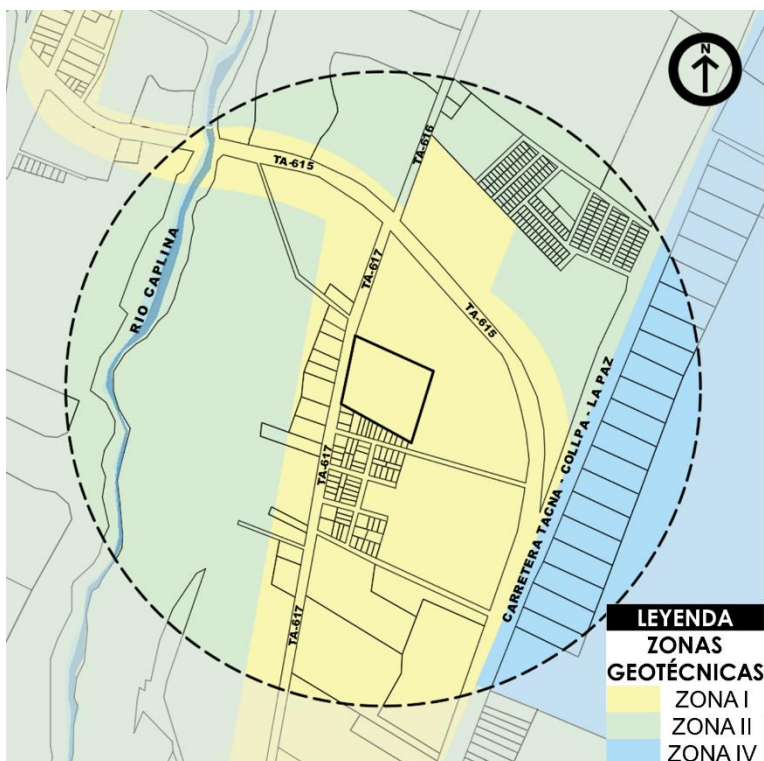 N
TA-616
TA-615
RIO CAPLINA
TA-617
TA-615
CARRETERA TACNA - COLLPA - LA PAZ
TA-617
TA-617
LEYENDA
ZONAS
GEOTÉCNICAS
ZONA I
ZONA II
ZONA IV